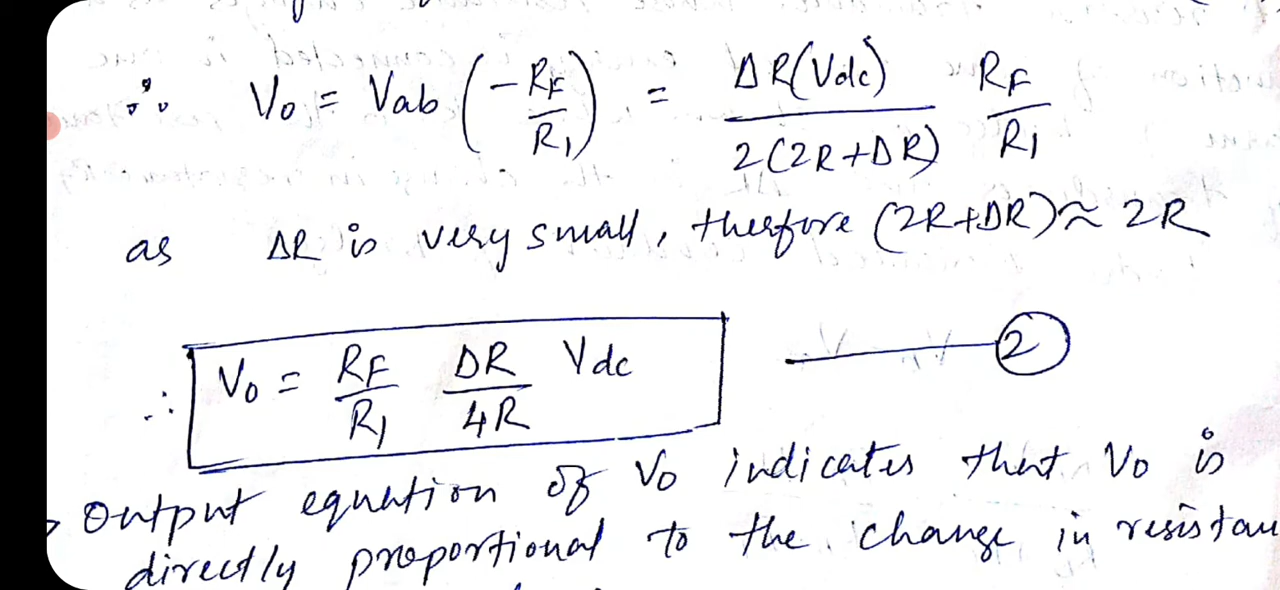 ∴ Vo = Vab (-RF/R1) = ΔR(Vdc)/2(2R+ΔR) RF/R1
as ΔR is very small, therfore (2R+ΔR)≈ 2R
∴ Vo = RF/R1 ΔR/4R Vdc ——②
Output equation of Vo indicates that Vo is
directly proportional to the change in resistan